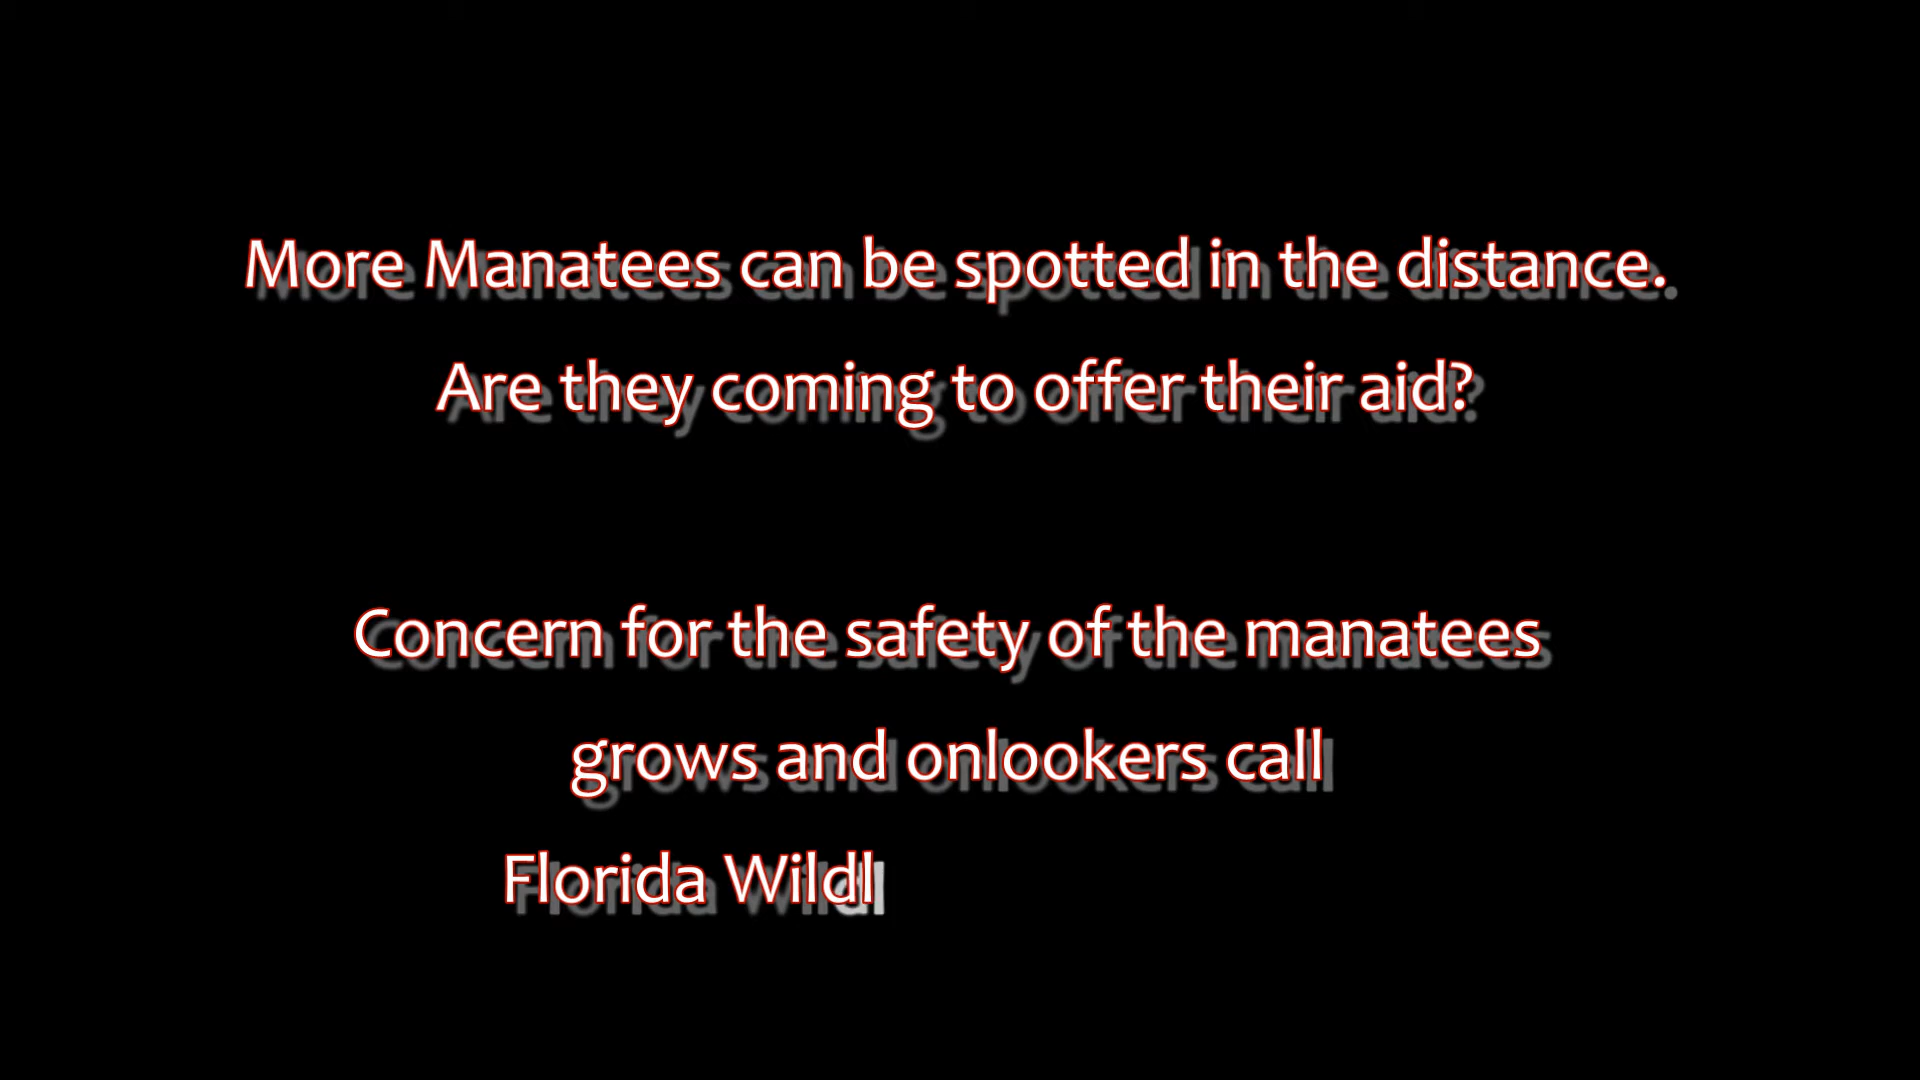 More Manatees can be spotted in the distance.
Are they coming to offer their aid?
Concern for the safety of the manatees
grows and onlookers call
Florida Wildl